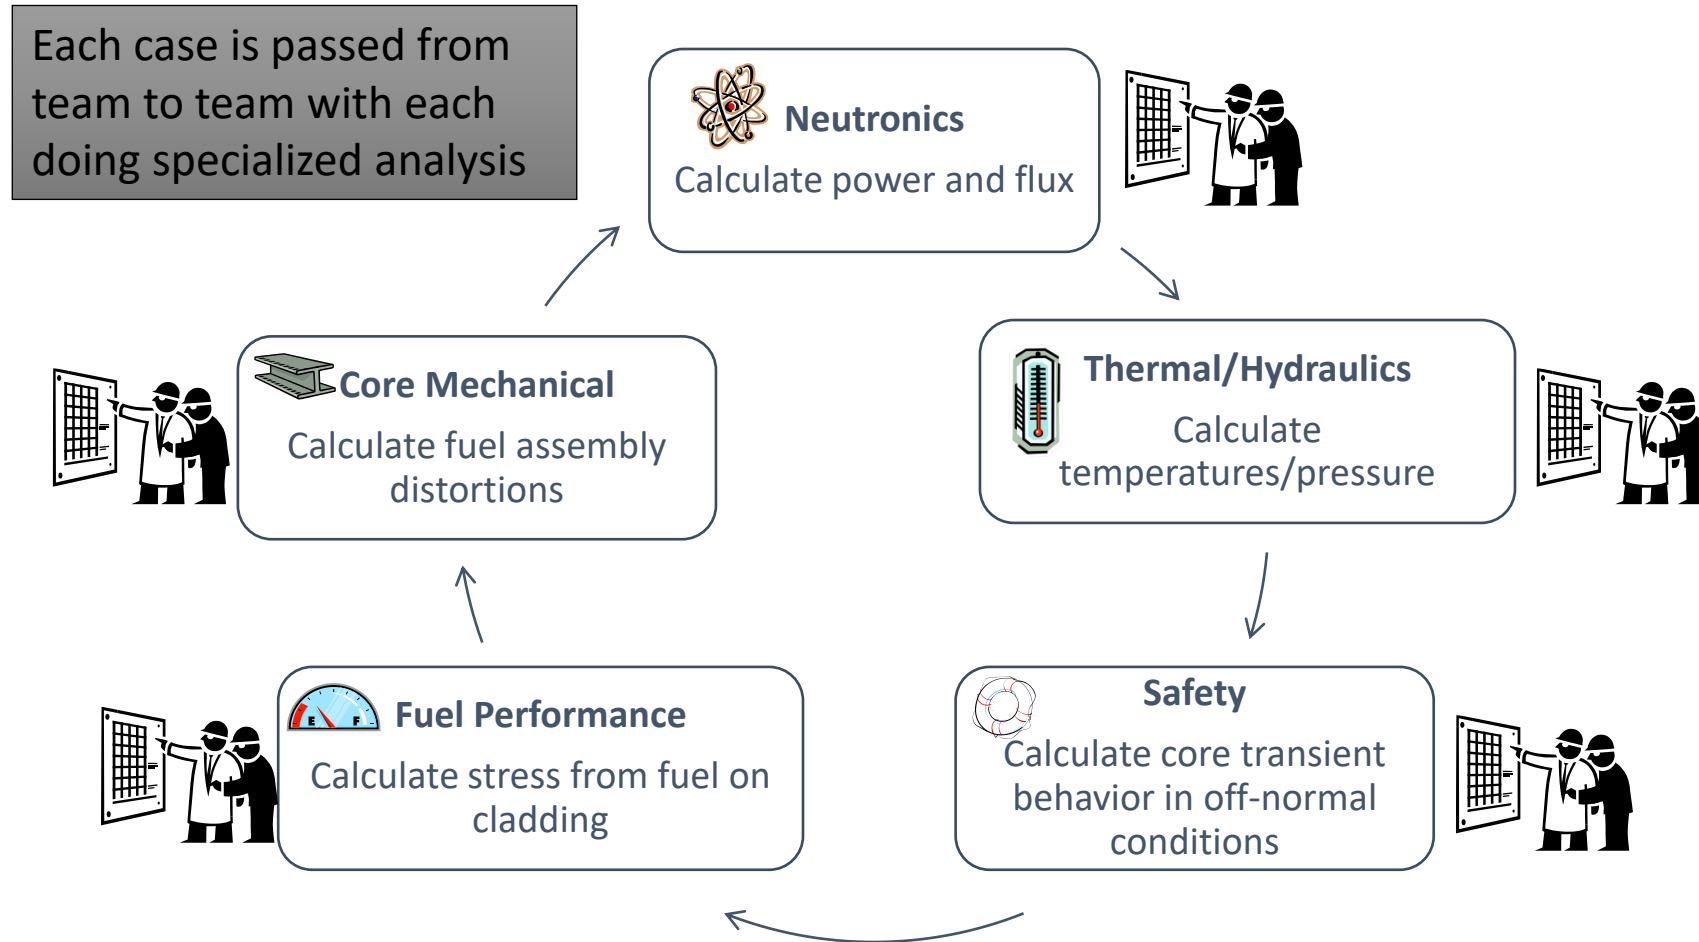 Each case is passed from
team to team with each
doing specialized analysis
Neutronics
Calculate power and flux
Thermal/Hydraulics
Calculate
temperatures/pressure
Safety
Calculate core transient
behavior in off-normal
conditions
E F
Fuel Performance
Calculate stress from fuel on
cladding
Core Mechanical
Calculate fuel assembly
distortions